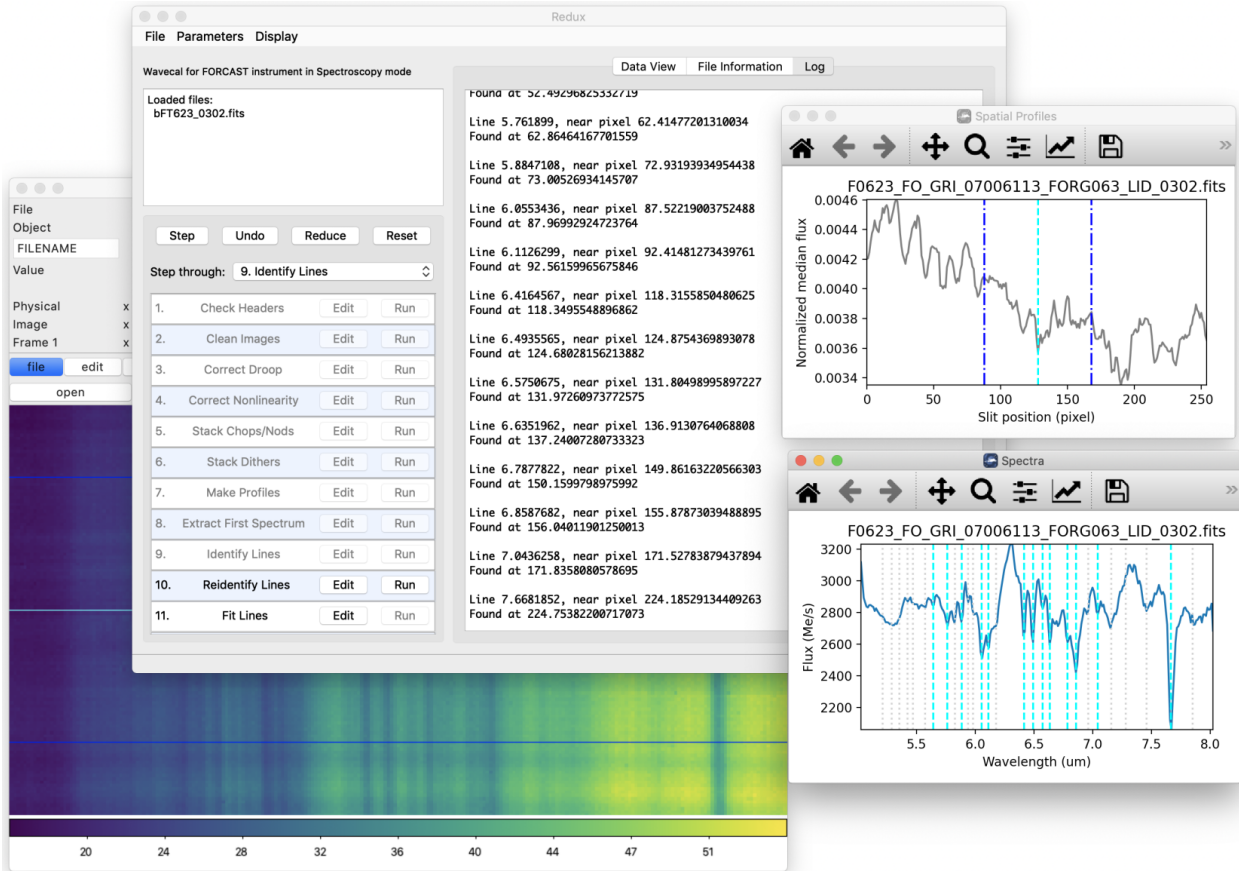 Redux
File Parameters Display
Wavecal for FORCAST instrument in Spectroscopy mode
Loaded files:
bFT623_0302.fits
Step Undo Reduce Reset
Step through: 9. Identify Lines
1. Check Headers Edit Run
2. Clean Images Edit Run
3. Correct Droop Edit Run
4. Correct Nonlinearity Edit Run
5. Stack Chops/Nods Edit Run
6. Stack Dithers Edit Run
7. Make Profiles Edit Run
8. Extract First Spectrum Edit Run
9. Identify Lines Edit Run
10. Reidentify Lines Edit Run
11. Fit Lines Edit Run
Data View File Information Log
Found at 52.49296825332719
Line 5.761899, near pixel 62.41477201310034
Found at 62.86464167701559
Line 5.8847108, near pixel 72.93193934954438
Found at 73.00526934145707
Line 6.0553436, near pixel 87.52219003752488
Found at 87.96992924723764
Line 6.1126299, near pixel 92.41481273439761
Found at 92.56159965675846
Line 6.4164567, near pixel 118.3155850480625
Found at 118.3495548896862
Line 6.4935565, near pixel 124.8754369893078
Found at 124.68028156213882
Line 6.5750675, near pixel 131.80498995897227
Found at 131.97260973772575
Line 6.6351962, near pixel 136.9130764068808
Found at 137.24007280733323
Line 6.7877822, near pixel 149.86163220566303
Found at 150.1599798975992
Line 6.8587682, near pixel 155.87873039488895
Found at 156.04011901250013
Line 7.0436258, near pixel 171.52783879437894
Found at 171.8358080578695
Line 7.6681852, near pixel 224.18529134409263
Found at 224.75382200717073
File
Object
FILENAME
Value
Physical x
Image x
Frame 1 x
file edit
open
20 24 28 32 36 40 44 47 51
Spatial Profiles
»
F0623_FO_GRI_07006113_FORG063_LID_0302.fits
Normalized median flux
0.0046
0.0044
0.0042
0.0040
0.0038
0.0036
0.0034
0 50 100 150 200 250
Slit position (pixel)
Spectra
»
F0623_FO_GRI_07006113_FORG063_LID_0302.fits
Flux (Me/s)
3200
3000
2800
2600
2400
2200
5.5 6.0 6.5 7.0 7.5 8.0
Wavelength (um)